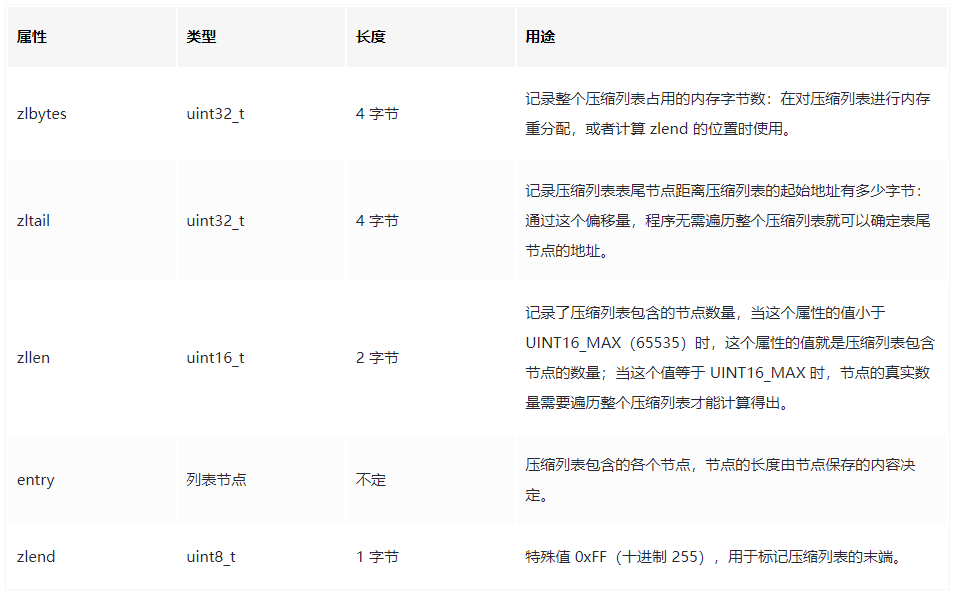 属性 类型 长度 用途
zlbytes uint32_t 4 字节 记录整个压缩列表占用的内存字节数：在对压缩列表进行内存
重分配，或者计算 zlend 的位置时使用。
zltail uint32_t 4 字节 记录压缩列表表尾节点距离压缩列表的起始地址有多少字节：
通过这个偏移量，程序无需遍历整个压缩列表就可以确定表尾
节点的地址。
zllen uint16_t 2 字节 记录了压缩列表包含的节点数量，当这个属性的值小于
UINT16_MAX（65535）时，这个属性的值就是压缩列表包含
节点的数量；当这个值等于 UINT16_MAX 时，节点的真实数
量需要遍历整个压缩列表才能计算得出。
entry 列表节点 不定 压缩列表包含的各个节点，节点的长度由节点保存的内容决
定。
zlend uint8_t 1 字节 特殊值 0xFF（十进制 255），用于标记压缩列表的末端。